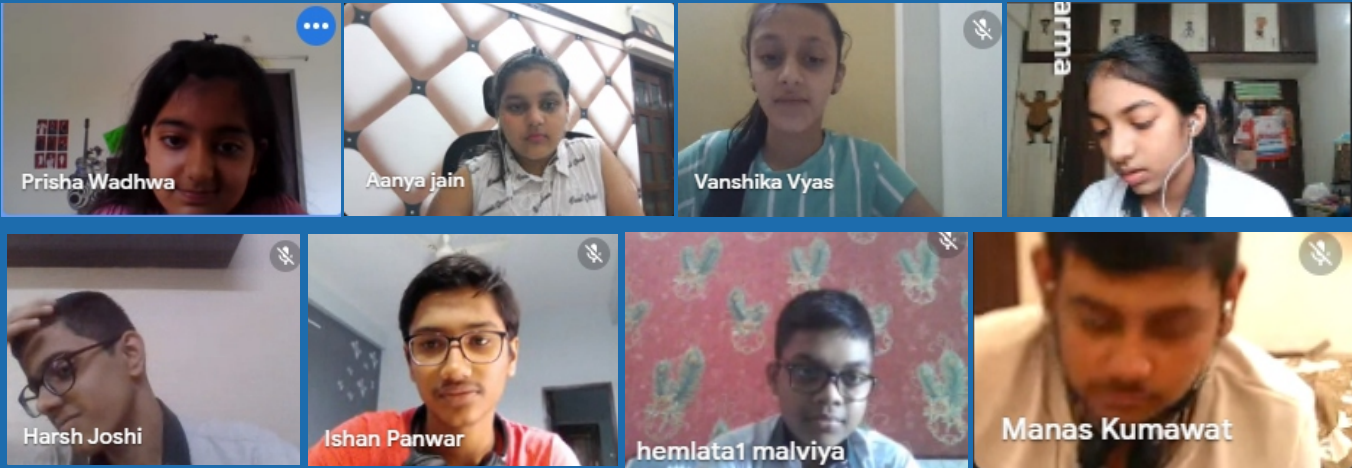 Prisha Wadhwa
Aanya jain
Vanshika Vyas
arma
Harsh Joshi
Ishan Panwar
hemlata1 malviya
Manas Kumawat